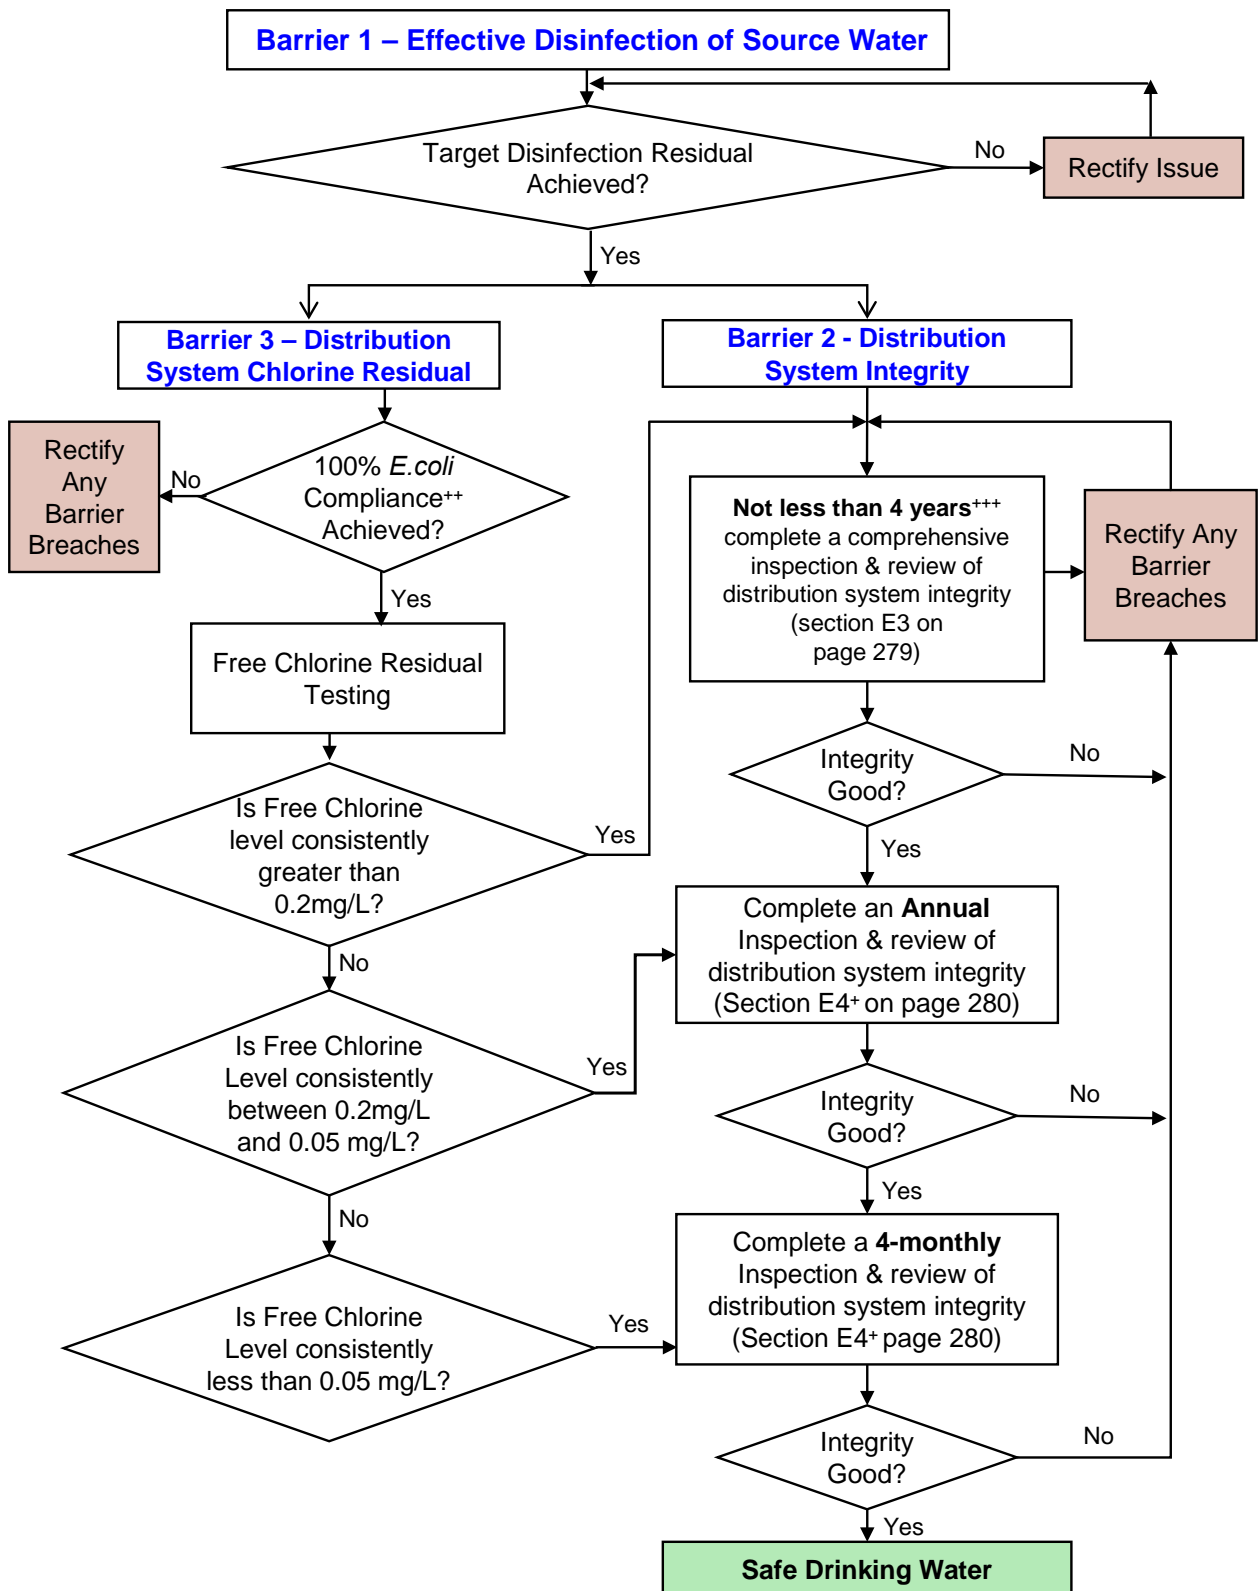 Barrier 1 – Effective Disinfection of Source Water
Target Disinfection Residual
Achieved?
No
Rectify Issue
Yes
Barrier 3 – Distribution
System Chlorine Residual
Barrier 2 - Distribution
System Integrity
Rectify
Any
Barrier
Breaches
No
100% E.coli
Compliance⁺⁺
Achieved?
Yes
Free Chlorine Residual
Testing
Is Free Chlorine
level consistently
greater than
0.2mg/L?
Yes
No
Is Free Chlorine
Level consistently
between 0.2mg/L
and 0.05 mg/L?
Yes
No
Is Free Chlorine
Level consistently
less than 0.05 mg/L?
Yes
Not less than 4 years⁺⁺⁺
complete a comprehensive
inspection & review of
distribution system integrity
(section E3 on
page 279)
Rectify Any
Barrier
Breaches
Integrity
Good?
No
Yes
Complete an Annual
Inspection & review of
distribution system integrity
(Section E4⁺ on page 280)
Integrity
Good?
No
Yes
Complete a 4-monthly
Inspection & review of
distribution system integrity
(Section E4⁺ page 280)
Integrity
Good?
No
Yes
Safe Drinking Water